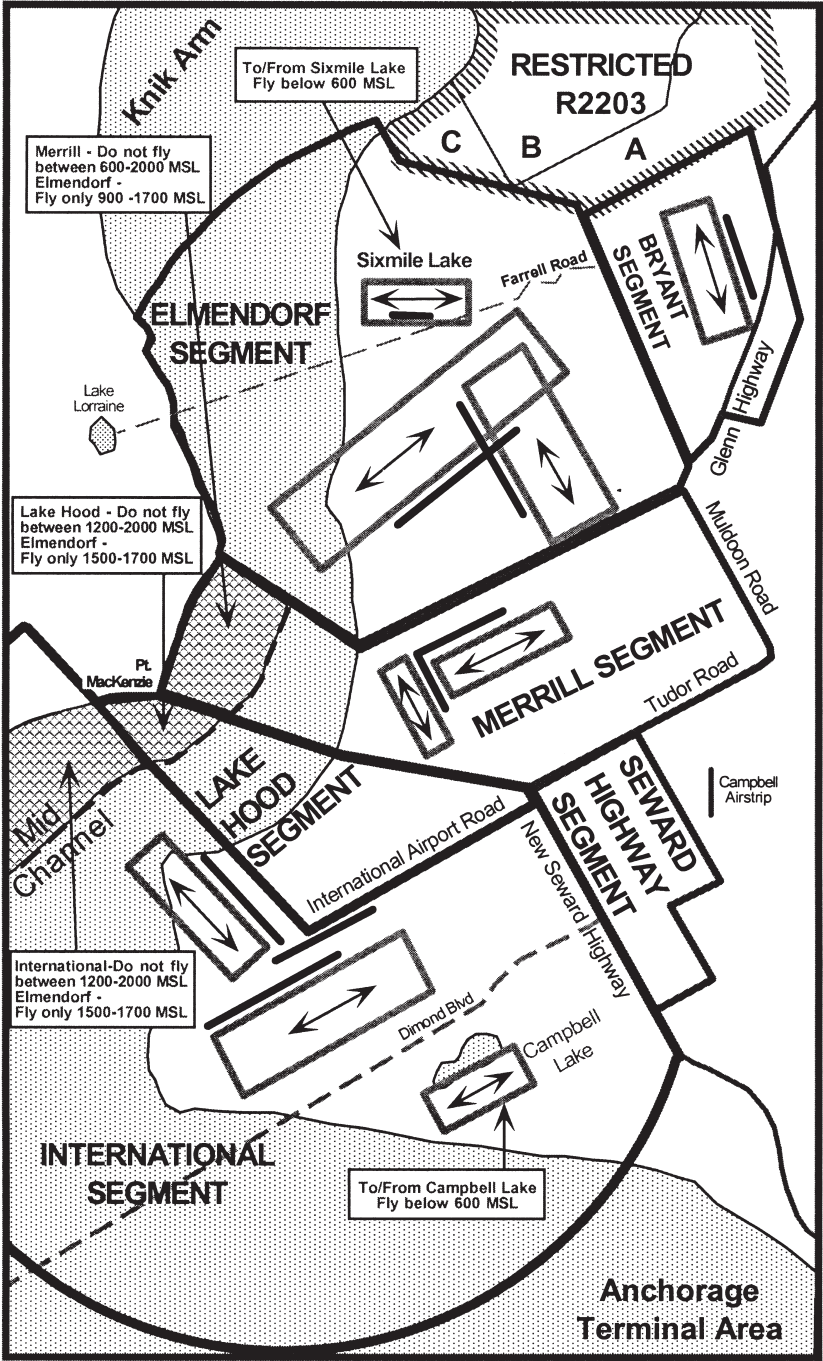 Knik Arm
To/From Sixmile Lake
Fly below 600 MSL
RESTRICTED
R2203
C
B
A
Merrill - Do not fly
between 600-2000 MSL
Elmendorf -
Fly only 900 -1700 MSL
BRYANT
SEGMENT
Sixmile Lake
Farrell Road
ELMENDORF
SEGMENT
Lake
Lorraine
Glenn Highway
Lake Hood - Do not fly
between 1200-2000 MSL
Elmendorf -
Fly only 1500-1700 MSL
Muldoon Road
Pt.
MacKenzie
MERRILL SEGMENT
Tudor Road
LAKE
HOOD
SEGMENT
SEWARD
HIGHWAY
SEGMENT
Campbell
Airstrip
Mid
Channel
International Airport Road
New Seward Highway
International-Do not fly
between 1200-2000 MSL
Elmendorf -
Fly only 1500-1700 MSL
Dimond Blvd
Campbell
Lake
INTERNATIONAL
SEGMENT
To/From Campbell Lake
Fly below 600 MSL
Anchorage
Terminal Area